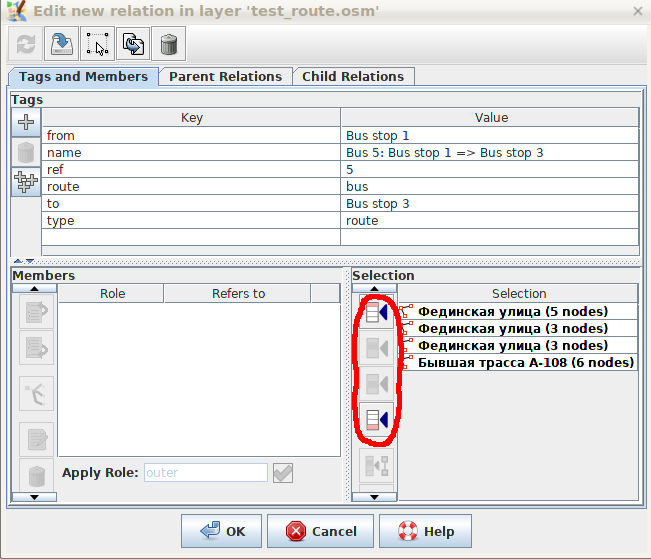 Edit new relation in layer 'test_route.osm'
Tags and Members Parent Relations Child Relations
Tags
Key Value
from Bus stop 1
name Bus 5: Bus stop 1 => Bus stop 3
ref 5
route bus
to Bus stop 3
type route
Members Selection
Role Refers to Selection
Фединская улица (5 nodes)
Фединская улица (3 nodes)
Фединская улица (3 nodes)
Бывшая трасса А-108 (6 nodes)
Apply Role: outer
OK Cancel Help